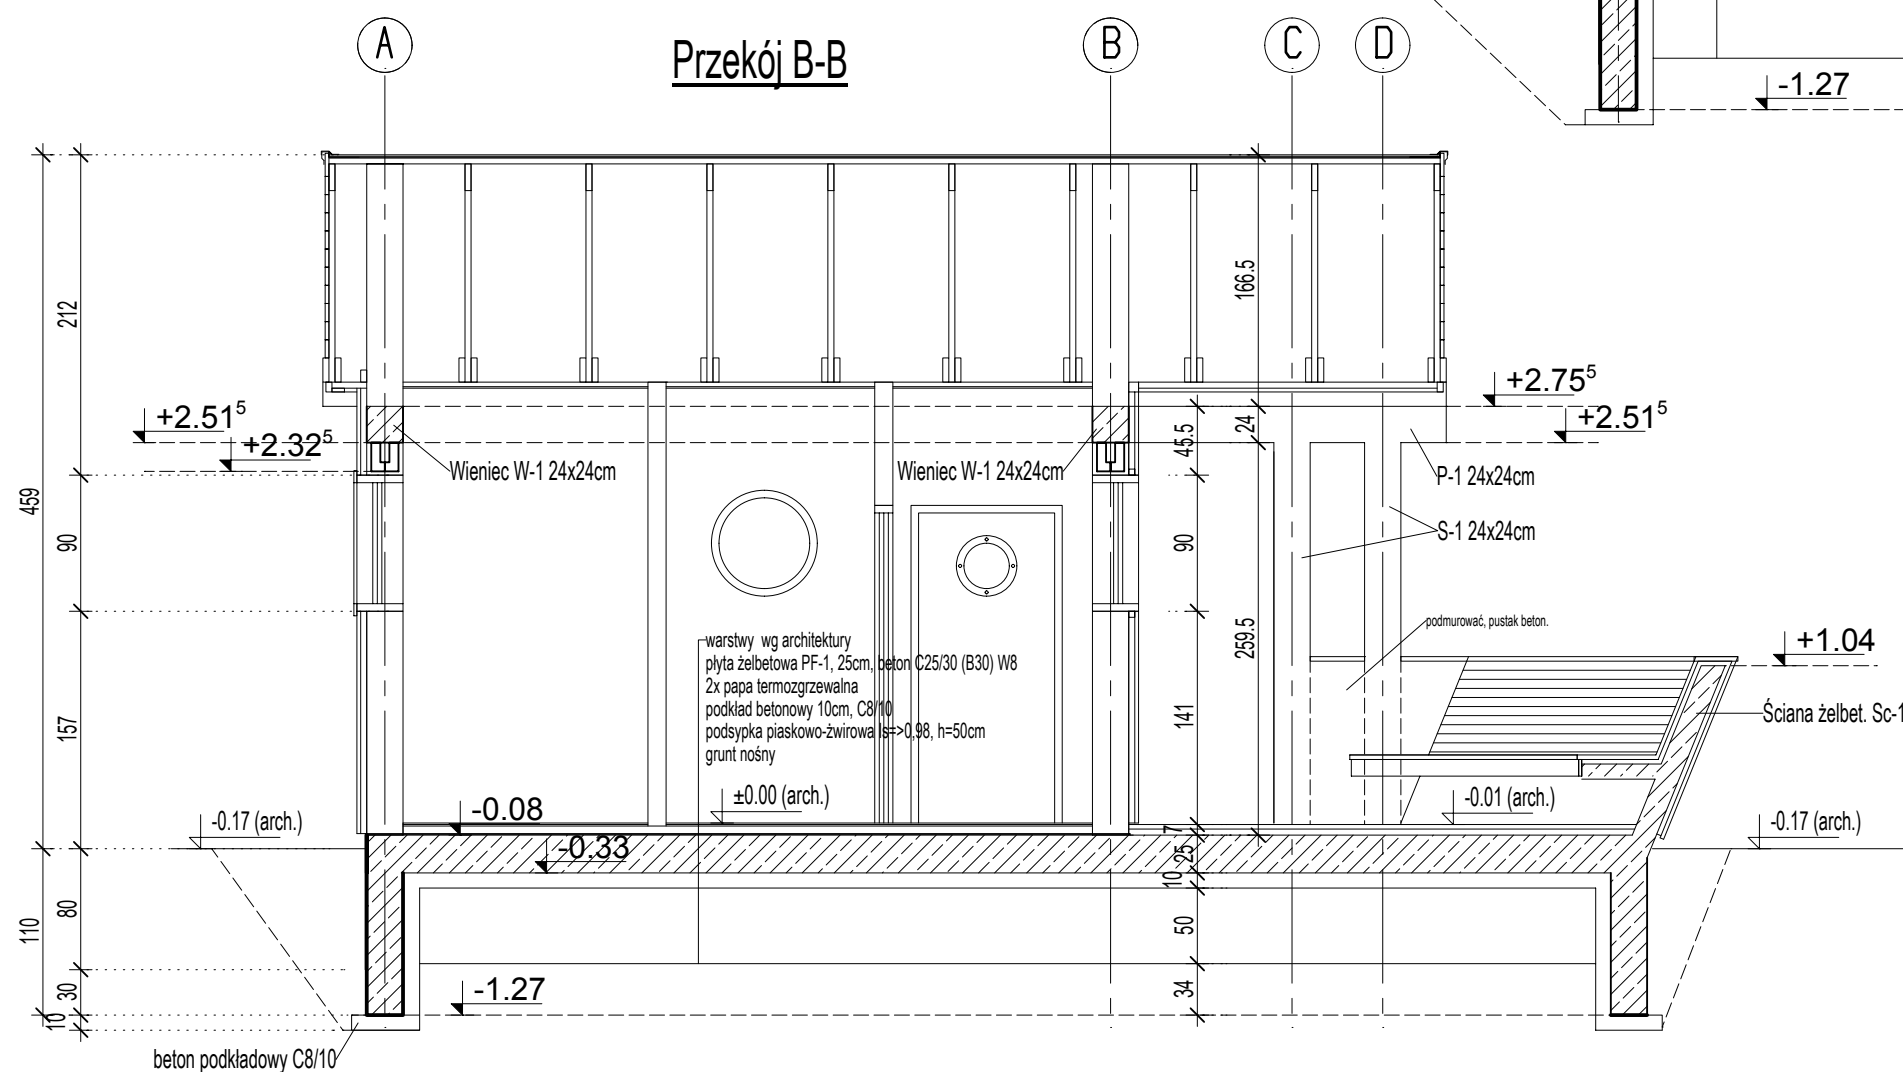 A
B
C
D
Przekój B-B
-1.27
459
212
166.5
+2.75⁵
+2.51⁵
+2.51⁵
+2.32⁵
24
45.5
Wieniec W-1 24x24cm
Wieniec W-1 24x24cm
P-1 24x24cm
S-1 24x24cm
90
90
259.5
podmurować, pustak beton.
+1.04
warstwy wg architektury
płyta żelbetowa PF-1, 25cm, beton C25/30 (B30) W8
2x papa termozgrzewalna
podkład betonowy 10cm, C8/10
podsypka piaskowo-żwirowa Is=>0,98, h=50cm
grunt nośny
157
141
Ściana żelbet. Sc-1
±0.00 (arch.)
-0.01 (arch.)
-0.08
-0.17 (arch.)
-0.17 (arch.)
7
-0.33
25
10
80
110
50
30
34
-1.27
10
beton podkładowy C8/10